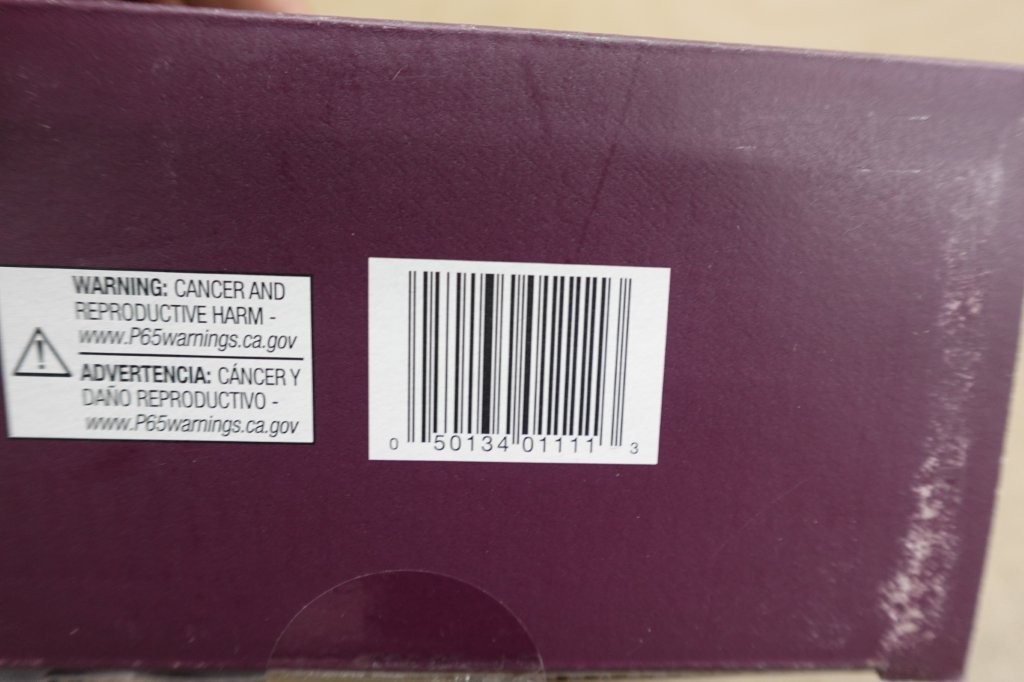 WARNING: CANCER AND
REPRODUCTIVE HARM -
www.P65warnings.ca.gov
ADVERTENCIA: CÁNCER Y
DAÑO REPRODUCTIVO -
www.P65warnings.ca.gov
0 50134 01111 3